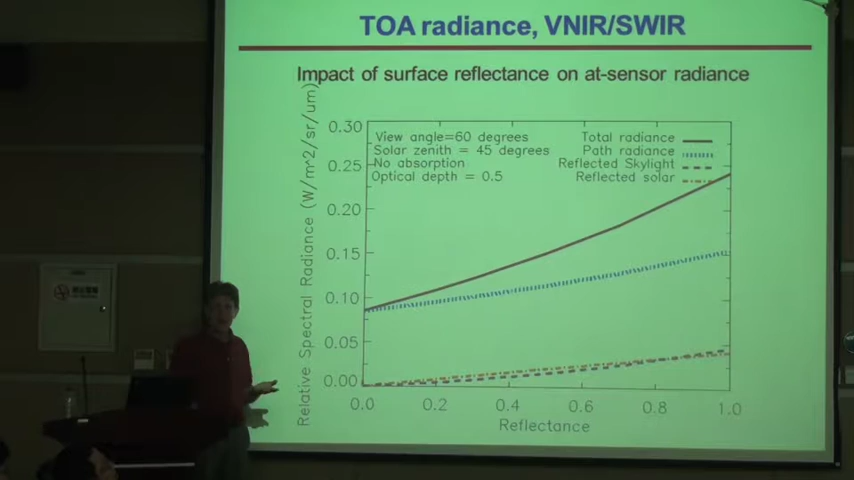 TOA radiance, VNIR/SWIR
Impact of surface reflectance on at-sensor radiance
Relative Spectral Radiance (W/m^2/sr/um)
0.30
0.25
0.20
0.15
0.10
0.05
0.00
View angle=60 degrees
Solar zenith = 45 degrees
No absorption
Optical depth = 0.5
Total radiance
Path radiance
Reflected Skylight
Reflected solar
0.0 0.2 0.4 0.6 0.8 1.0
Reflectance